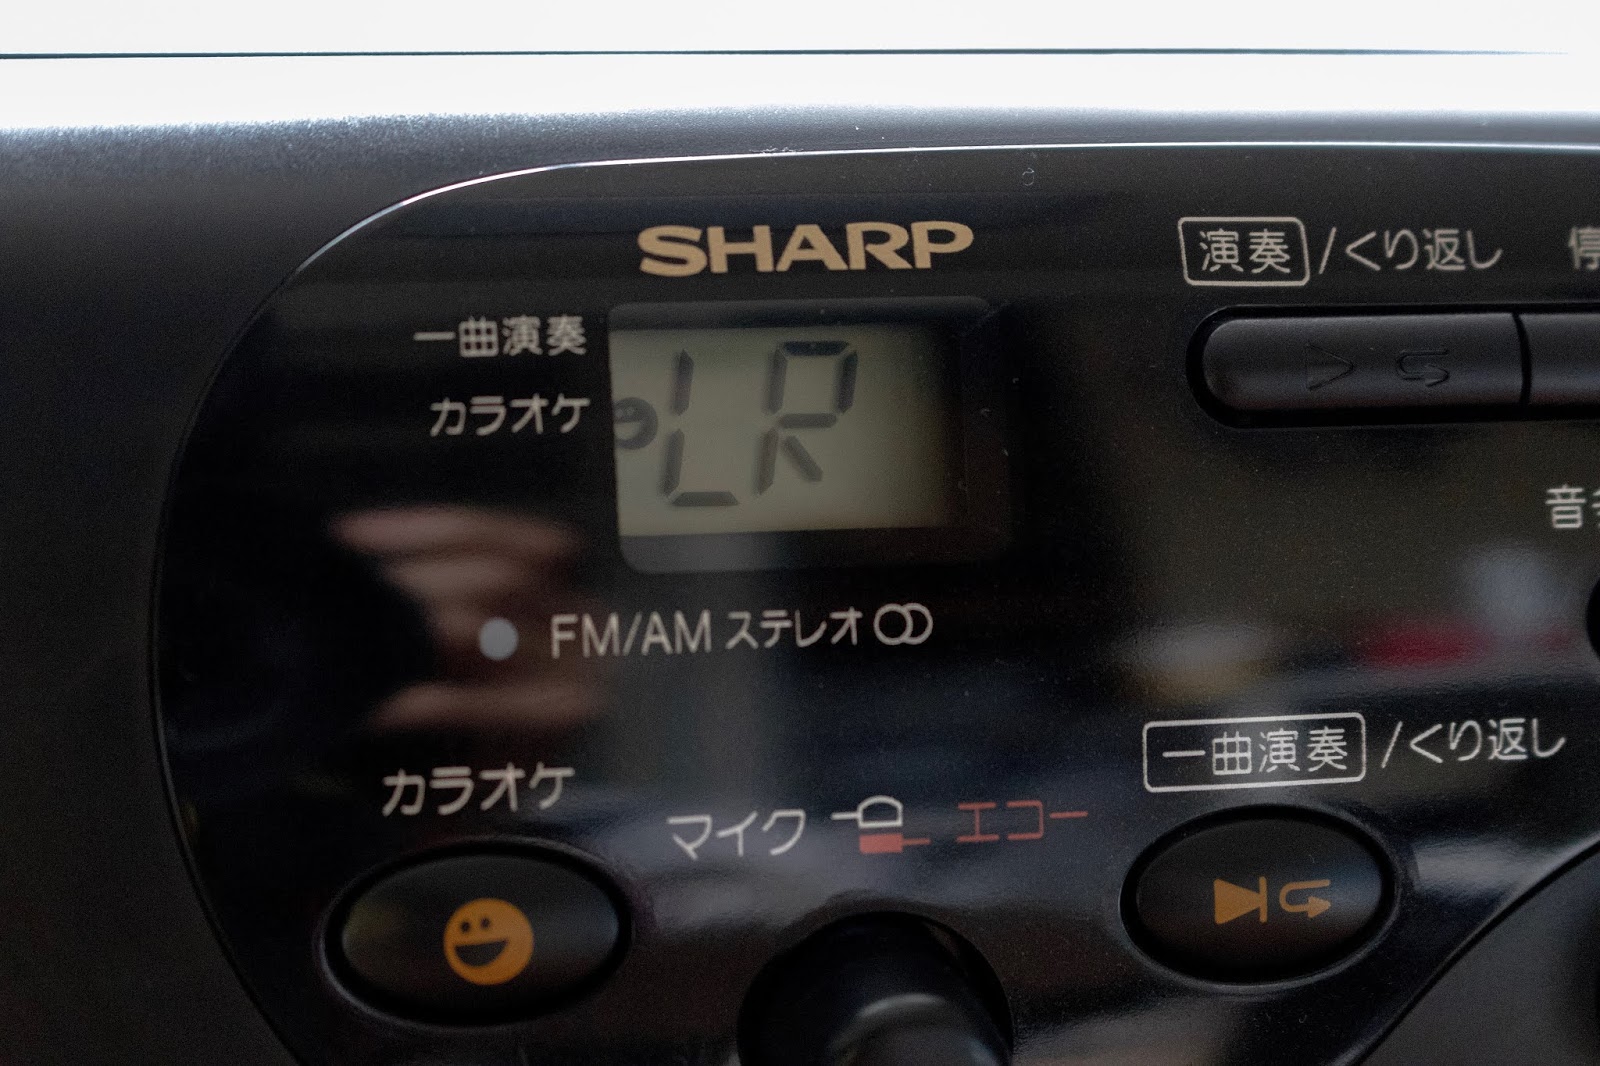 SHARP
演奏/くり返し
停
一曲演奏
カラオケ
LR
音
FM/AM ステレオ
一曲演奏/くり返し
カラオケ
マイク エコー